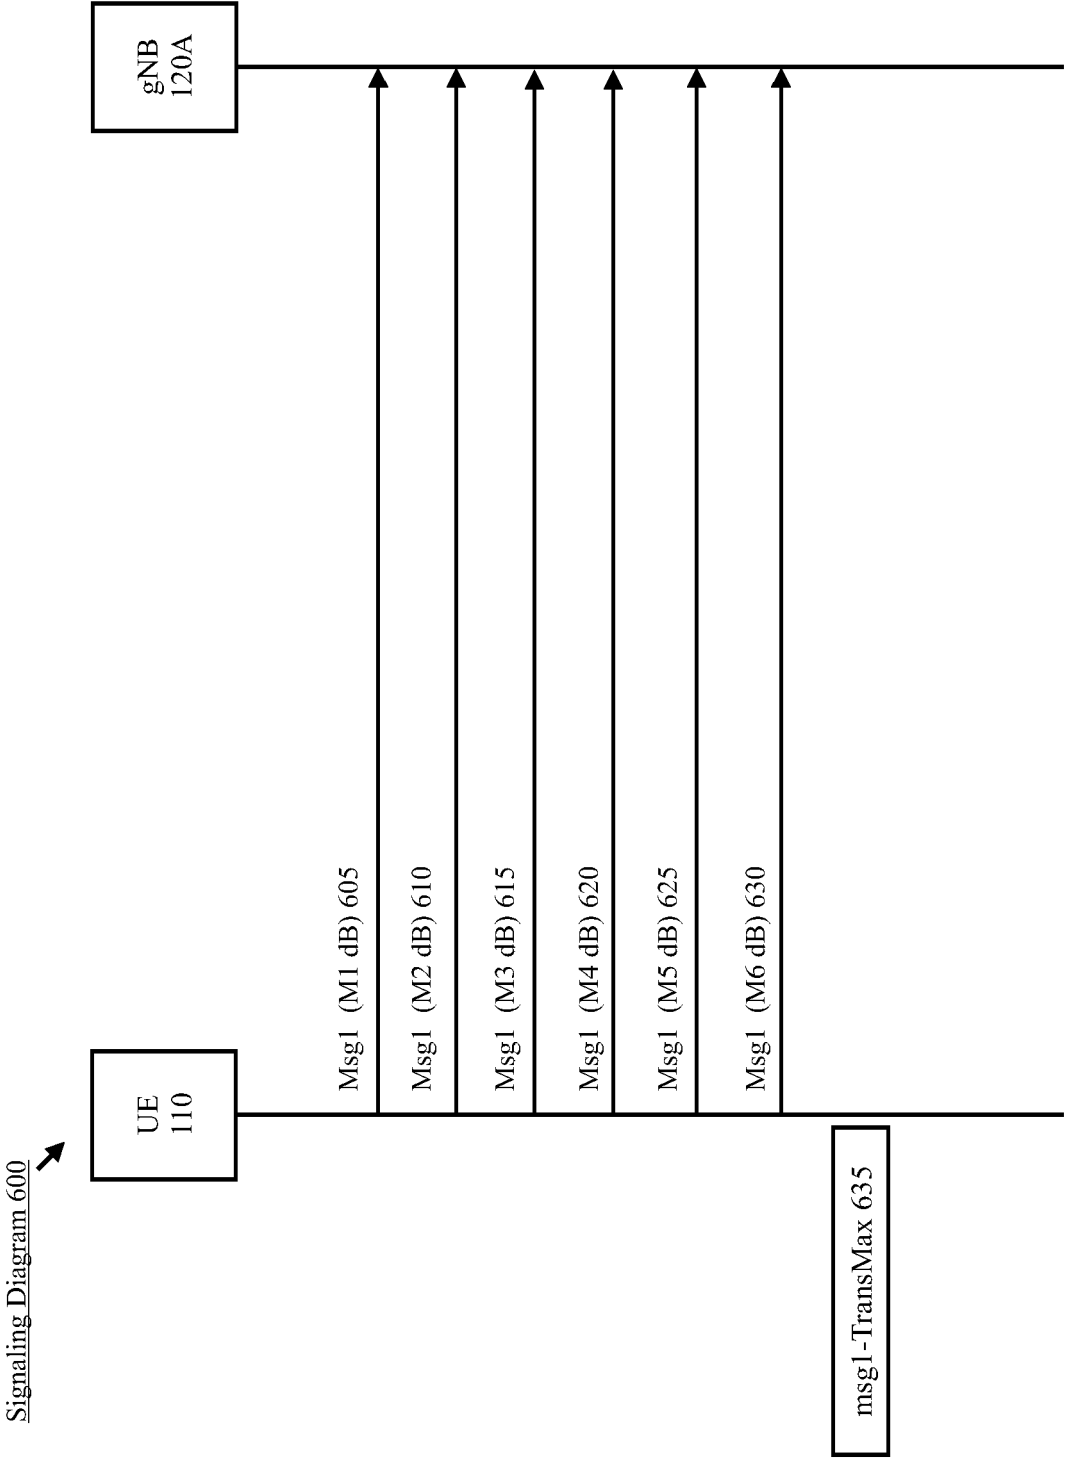 Signaling Diagram 600
UE
110
gNB
120A
Msg1 (M1 dB) 605
Msg1 (M2 dB) 610
Msg1 (M3 dB) 615
Msg1 (M4 dB) 620
Msg1 (M5 dB) 625
Msg1 (M6 dB) 630
msg1-TransMax 635